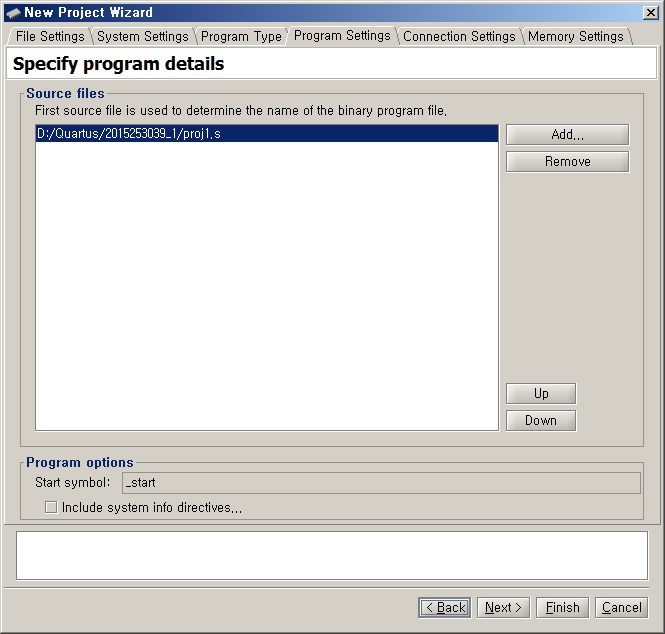 New Project Wizard
File Settings System Settings Program Type Program Settings Connection Settings Memory Settings
Specify program details
Source files
First source file is used to determine the name of the binary program file,
D:/Quartus/2015253039_1/proj1,s
Add,,,
Remove
Up
Down
Program options
Start symbol: _start
Include system info directives,,,
< Back Next > Finish Cancel